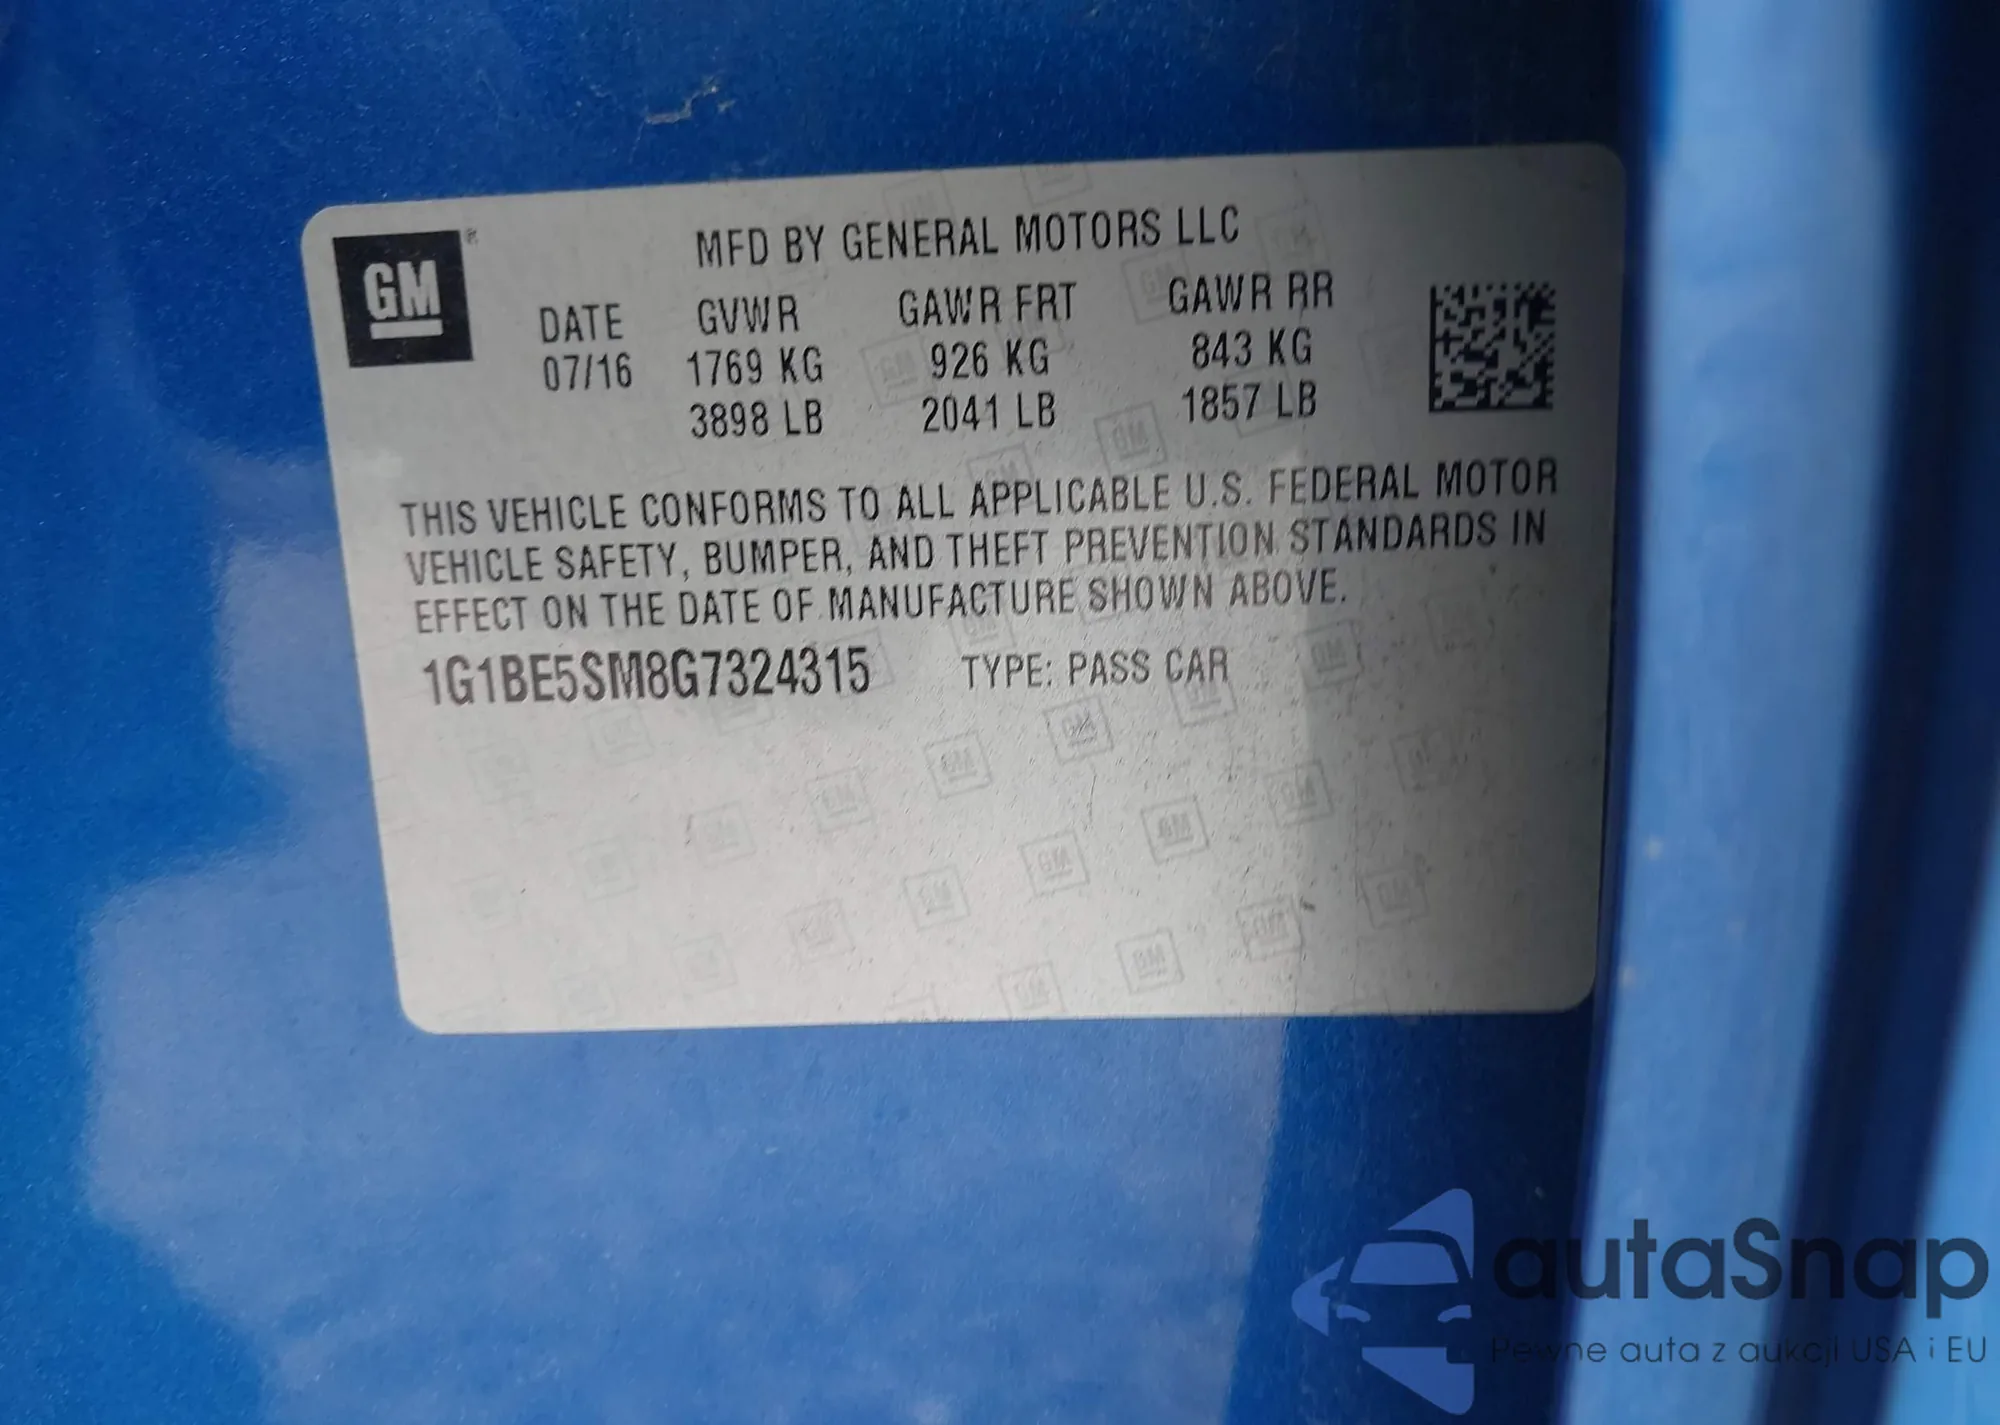 GM
MFD BY GENERAL MOTORS LLC
DATE GVWR GAWR FRT GAWR RR
07/16 1769 KG 926 KG 843 KG
3898 LB 2041 LB 1857 LB
THIS VEHICLE CONFORMS TO ALL APPLICABLE U.S. FEDERAL MOTOR
VEHICLE SAFETY, BUMPER, AND THEFT PREVENTION STANDARDS IN
EFFECT ON THE DATE OF MANUFACTURE SHOWN ABOVE.
1G1BE5SM8G7324315 TYPE: PASS CAR
autaSnap
Pewne auta z aukcji USA i EU